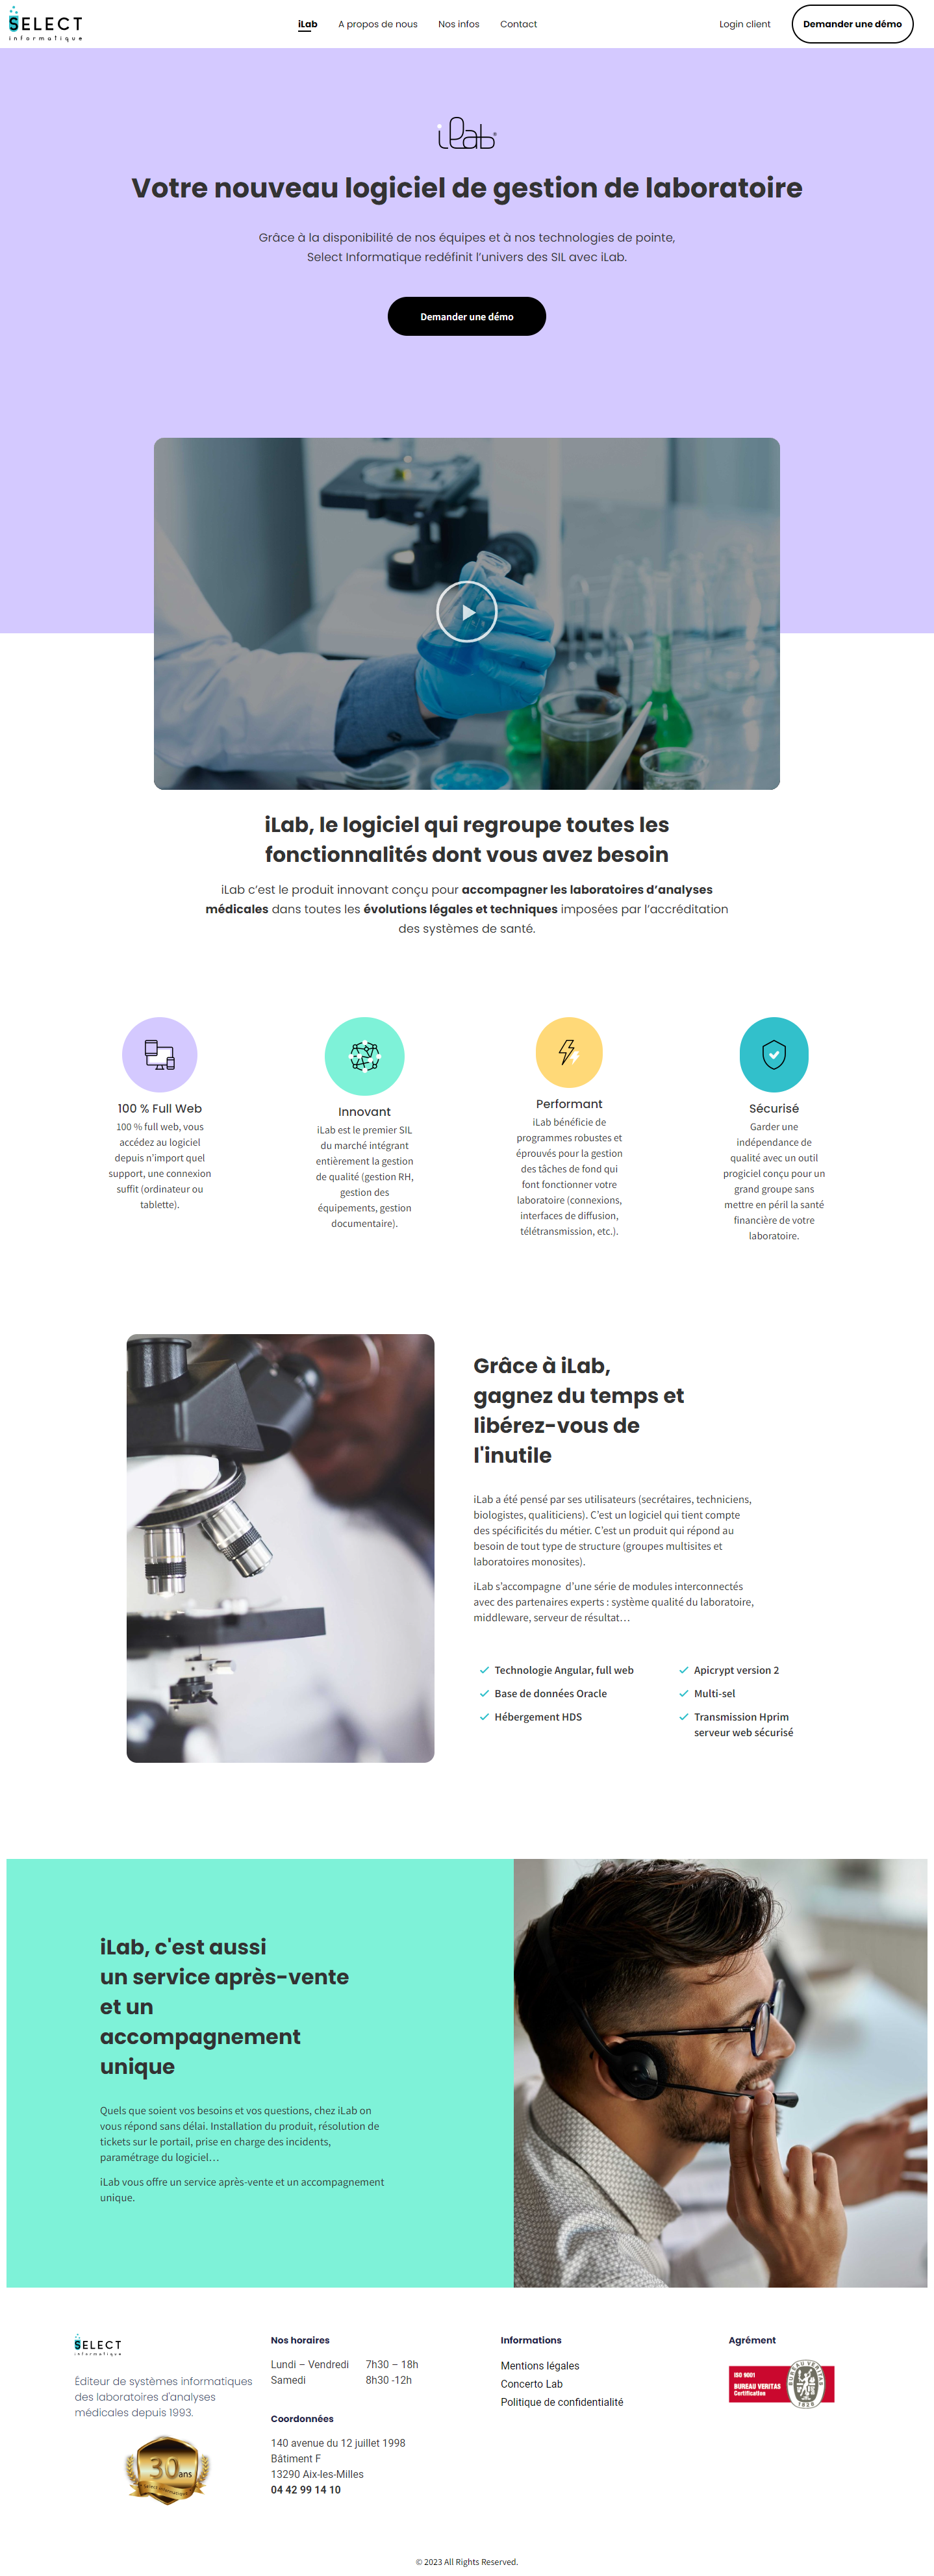 SELECT
informatique
iLab
A propos de nous
Nos infos
Contact
Login client
Demander une démo
iLab
Votre nouveau logiciel de gestion de laboratoire
Grâce à la disponibilité de nos équipes et à nos technologies de pointe,
Select Informatique redéfinit l’univers des SIL avec iLab.
Demander une démo
iLab, le logiciel qui regroupe toutes les
fonctionnalités dont vous avez besoin
iLab c’est le produit innovant conçu pour accompagner les laboratoires d’analyses
médicales dans toutes les évolutions légales et techniques imposées par l’accréditation
des systèmes de santé.
100 % Full Web
100 % full web, vous
accédez au logiciel
depuis n’import quel
support, une connexion
suffit (ordinateur ou
tablette).
Innovant
iLab est le premier SIL
du marché intégrant
entièrement la gestion
de qualité (gestion RH,
gestion des
équipements, gestion
documentaire).
Performant
iLab bénéficie de
programmes robustes et
éprouvés pour la gestion
des tâches de fond qui
font fonctionner votre
laboratoire (connexions,
interfaces de diffusion,
télétransmission, etc.).
Sécurisé
Garder une
indépendance de
qualité avec un outil
progiciel conçu pour un
grand groupe sans
mettre en péril la santé
financière de votre
laboratoire.
Grâce à iLab,
gagnez du temps et
libérez-vous de
l'inutile
iLab a été pensé par ses utilisateurs (secrétaires, techniciens,
biologistes, qualiticiens). C’est un logiciel qui tient compte
des spécificités du métier. C’est un produit qui répond au
besoin de tout type de structure (groupes multisites et
laboratoires monosites).
iLab s’accompagne  d’une série de modules interconnectés
avec des partenaires experts : système qualité du laboratoire,
middleware, serveur de résultat…
Technologie Angular, full web
Base de données Oracle
Hébergement HDS
Apicrypt version 2
Multi-sel
Transmission Hprim
serveur web sécurisé
iLab, c'est aussi
un service après-vente
et un
accompagnement
unique
Quels que soient vos besoins et vos questions, chez iLab on
vous répond sans délai. Installation du produit, résolution de
tickets sur le portail, prise en charge des incidents,
paramétrage du logiciel…
iLab vous offre un service après-vente et un accompagnement
unique.
SELECT
informatique
Éditeur de systèmes informatiques
des laboratoires d'analyses
médicales depuis 1993.
30 ans
Nos horaires
Lundi – Vendredi 7h30 – 18h
Samedi 8h30 -12h
Coordonnées
140 avenue du 12 juillet 1998
Bâtiment F
13290 Aix-les-Milles
04 42 99 14 10
Informations
Mentions légales
Concerto Lab
Politique de confidentialité
Agrément
ISO 9001
BUREAU VERITAS
Certification
BUREAU VERITAS
1828
© 2023 All Rights Reserved.